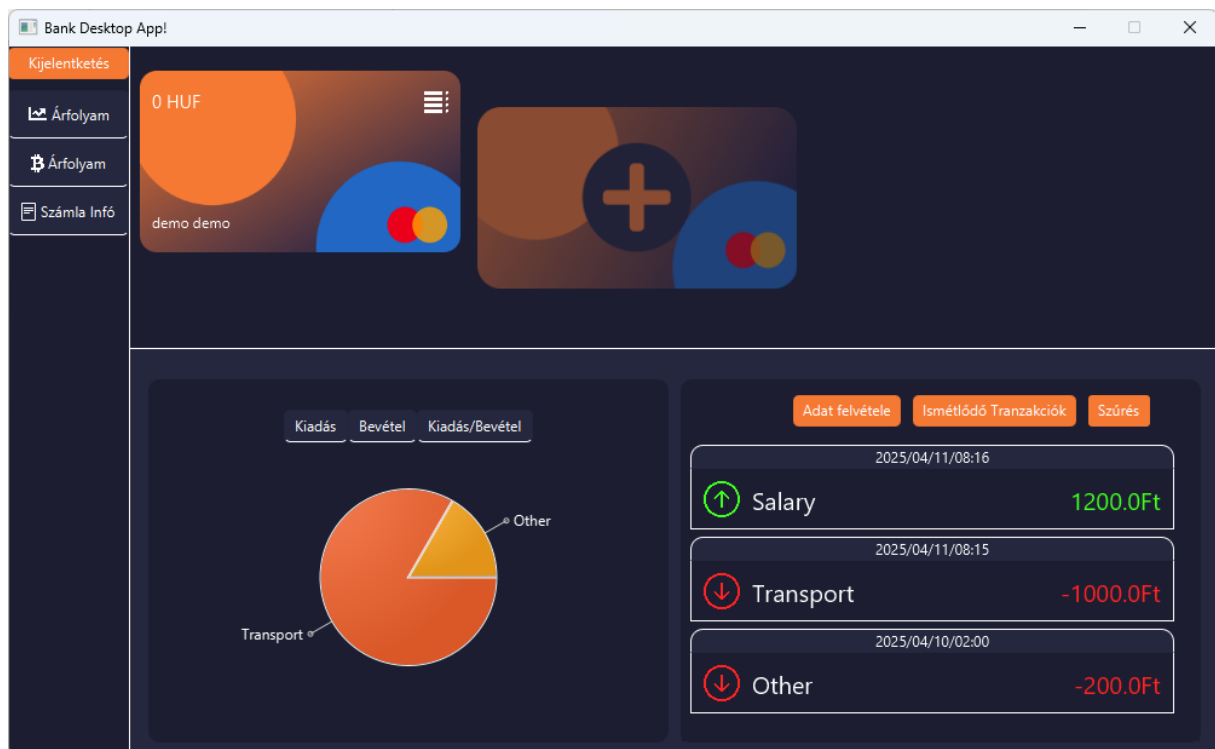 Bank Desktop App!
Kijelentketés
Árfolyam
Árfolyam
Számla Infó
0 HUF
demo demo
Kiadás Bevétel Kiadás/Bevétel
Other
Transport
Adat felvétele Ismétlődő Tranzakciók Szűrés
2025/04/11/08:16
Salary 1200.0Ft
2025/04/11/08:15
Transport -1000.0Ft
2025/04/10/02:00
Other -200.0Ft